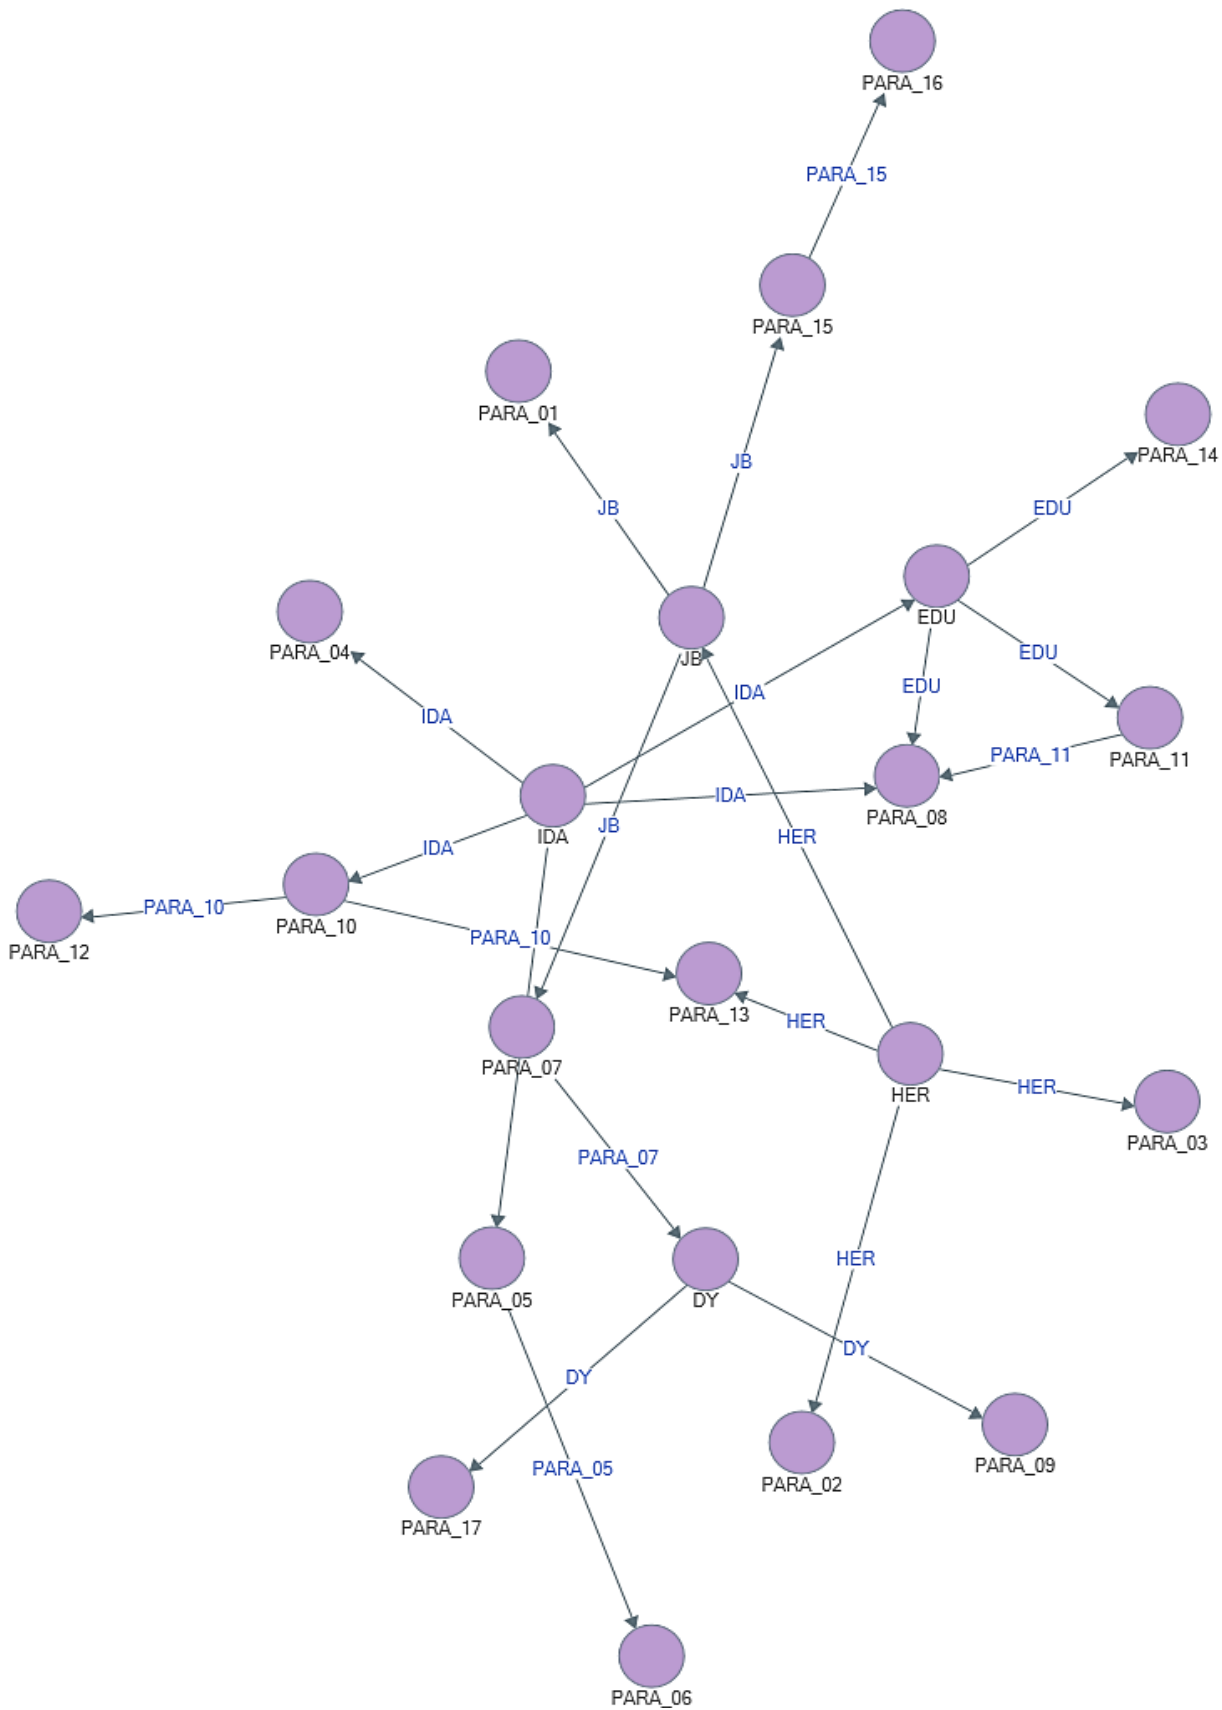 PARA_16
PARA_15
PARA_15
PARA_01
PARA_14
JB
JB
EDU
EDU
PARA_04
JB
EDU
EDU
IDA
IDA
PARA_11
PARA_11
IDA
PARA_08
JB
IDA
HER
IDA
PARA_10
PARA_12
PARA_10
PARA_10
PARA_13
HER
PARA_07
HER
HER
PARA_03
PARA_07
HER
PARA_05
DY
DY
DY
PARA_05
PARA_02
PARA_09
PARA_17
PARA_06